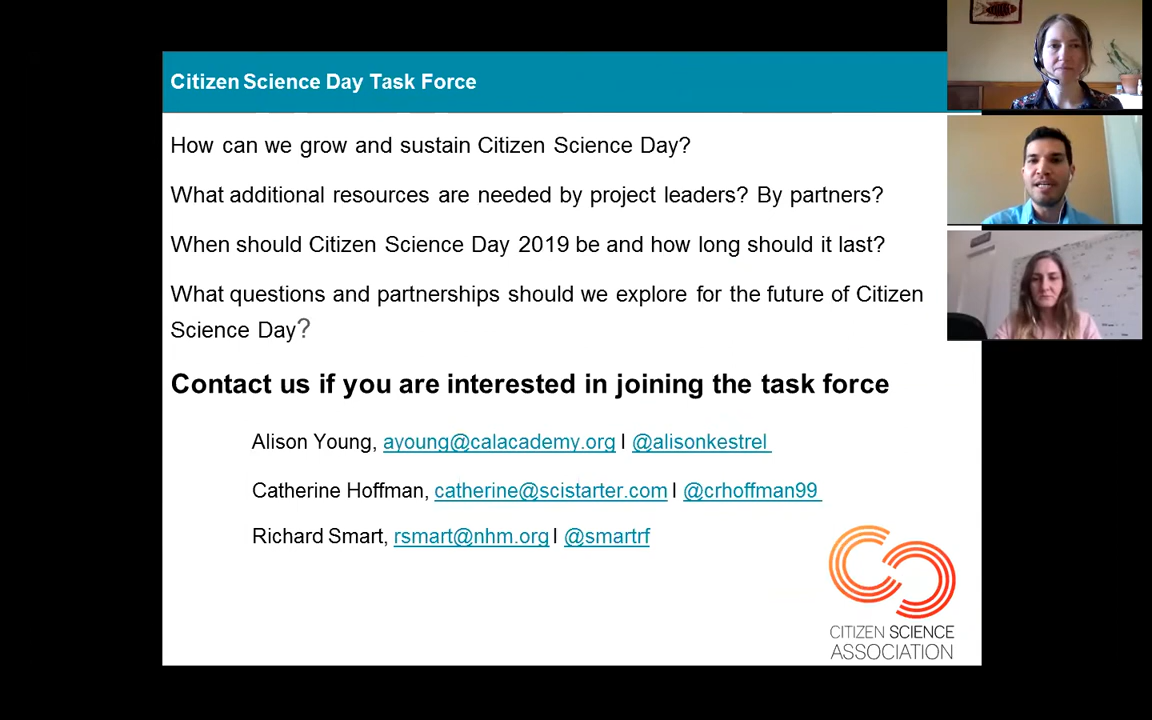 Citizen Science Day Task Force
How can we grow and sustain Citizen Science Day?
What additional resources are needed by project leaders? By partners?
When should Citizen Science Day 2019 be and how long should it last?
What questions and partnerships should we explore for the future of Citizen
Science Day?
Contact us if you are interested in joining the task force
Alison Young, ayoung@calacademy.org | @alisonkestrel
Catherine Hoffman, catherine@scistarter.com | @crhoffman99
Richard Smart, rsmart@nhm.org | @smartrf
CITIZEN SCIENCE
ASSOCIATION